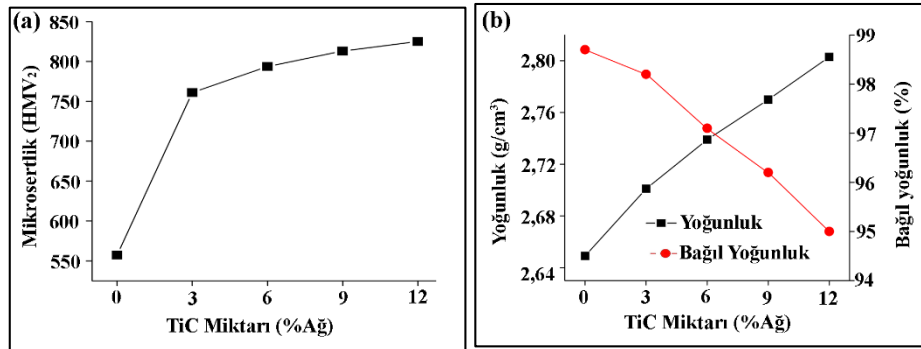 (a)
850
800
750
700
650
600
550
Mikrosertlik (HMV₂)
0 3 6 9 12
TiC Miktarı (%Ağ)
(b)
2,80
2,76
2,72
2,68
2,64
Yoğunluk (g/cm³)
99
98
97
96
95
94
Bağıl yoğunluk (%)
Yoğunluk
Bağıl Yoğunluk
0 3 6 9 12
TiC Miktarı (%Ağ)